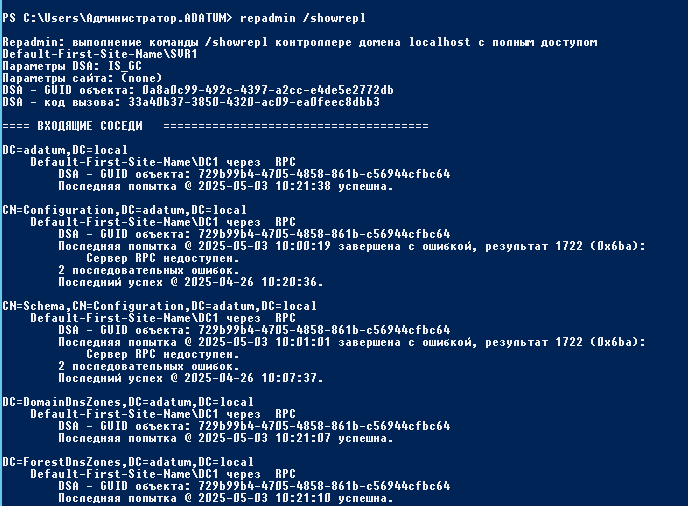 PS C:\Users\Администратор.ADATUM> repadmin /showrepl
Repadmin: выполнение команды /showrepl контроллере домена localhost с полным доступом
Default-First-Site-Name\SVR1
Параметры DSA: IS_GC
Параметры сайта: (none)
DSA - GUID объекта: 0a8a0c99-492c-4397-a2cc-e4de5e2772db
DSA - код вызова: 33a40b37-3850-4320-ac09-ea0feec8dbb3
==== ВХОДЯЩИЕ СОСЕДИ ======================================
DC=adatum,DC=local
Default-First-Site-Name\DC1 через RPC
DSA - GUID объекта: 729b99b4-4705-4858-861b-c56944cfbc64
Последняя попытка @ 2025-05-03 10:21:38 успешна.
CN=Configuration,DC=adatum,DC=local
Default-First-Site-Name\DC1 через RPC
DSA - GUID объекта: 729b99b4-4705-4858-861b-c56944cfbc64
Последняя попытка @ 2025-05-03 10:00:19 завершена с ошибкой, результат 1722 (0x6ba):
Сервер RPC недоступен.
2 последовательных ошибок.
Последний успех @ 2025-04-26 10:20:36.
CN=Schema,CN=Configuration,DC=adatum,DC=local
Default-First-Site-Name\DC1 через RPC
DSA - GUID объекта: 729b99b4-4705-4858-861b-c56944cfbc64
Последняя попытка @ 2025-05-03 10:01:01 завершена с ошибкой, результат 1722 (0x6ba):
Сервер RPC недоступен.
2 последовательных ошибок.
Последний успех @ 2025-04-26 10:07:37.
DC=DomainDnsZones,DC=adatum,DC=local
Default-First-Site-Name\DC1 через RPC
DSA - GUID объекта: 729b99b4-4705-4858-861b-c56944cfbc64
Последняя попытка @ 2025-05-03 10:21:07 успешна.
DC=ForestDnsZones,DC=adatum,DC=local
Default-First-Site-Name\DC1 через RPC
DSA - GUID объекта: 729b99b4-4705-4858-861b-c56944cfbc64
Последняя попытка @ 2025-05-03 10:21:10 успешна.